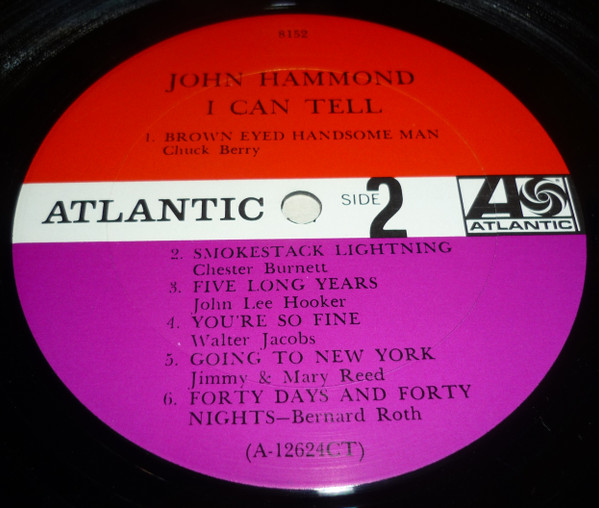 8152
JOHN HAMMOND
I CAN TELL
1. BROWN EYED HANDSOME MAN
Chuck Berry
ATLANTIC
SIDE 2
ATLANTIC
2. SMOKESTACK LIGHTNING
Chester Burnett
3. FIVE LONG YEARS
John Lee Hooker
4. YOU'RE SO FINE
Walter Jacobs
5. GOING TO NEW YORK
Jimmy & Mary Reed
6. FORTY DAYS AND FORTY
NIGHTS—Bernard Roth
(A-12624CT)